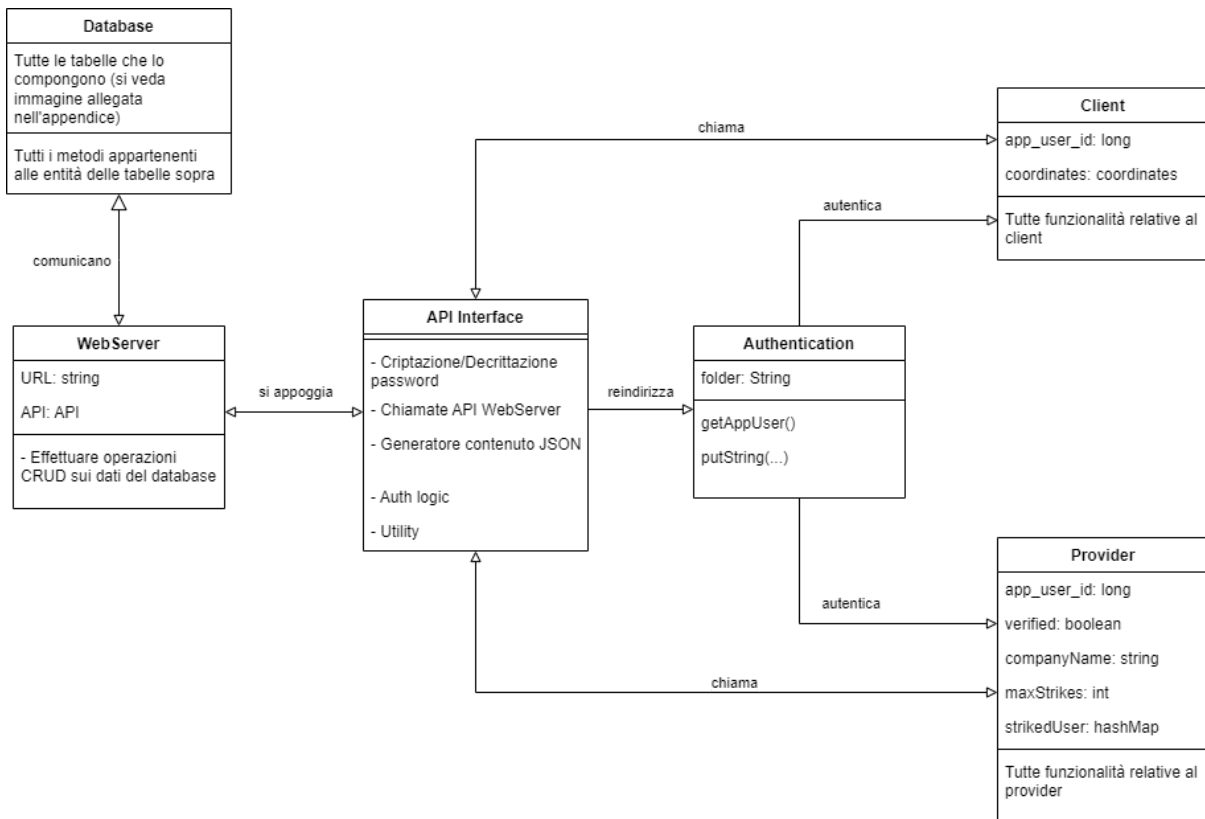 Database
Tutte le tabelle che lo
compongono (si veda
immagine allegata
nell'appendice)
Tutti i metodi appartenenti
alle entità delle tabelle sopra
comunicano
WebServer
URL: string
API: API
- Effettuare operazioni
CRUD sui dati del database
si appoggia
API Interface
- Criptazione/Decrittazione
password
- Chiamate API WebServer
- Generatore contenuto JSON
- Auth logic
- Utility
reindirizza
Authentication
folder: String
getAppUser()
putString(...)
chiama
autentica
Client
app_user_id: long
coordinates: coordinates
Tutte funzionalità relative al
client
autentica
chiama
Provider
app_user_id: long
verified: boolean
companyName: string
maxStrikes: int
strikedUser: hashMap
Tutte funzionalità relative al
provider